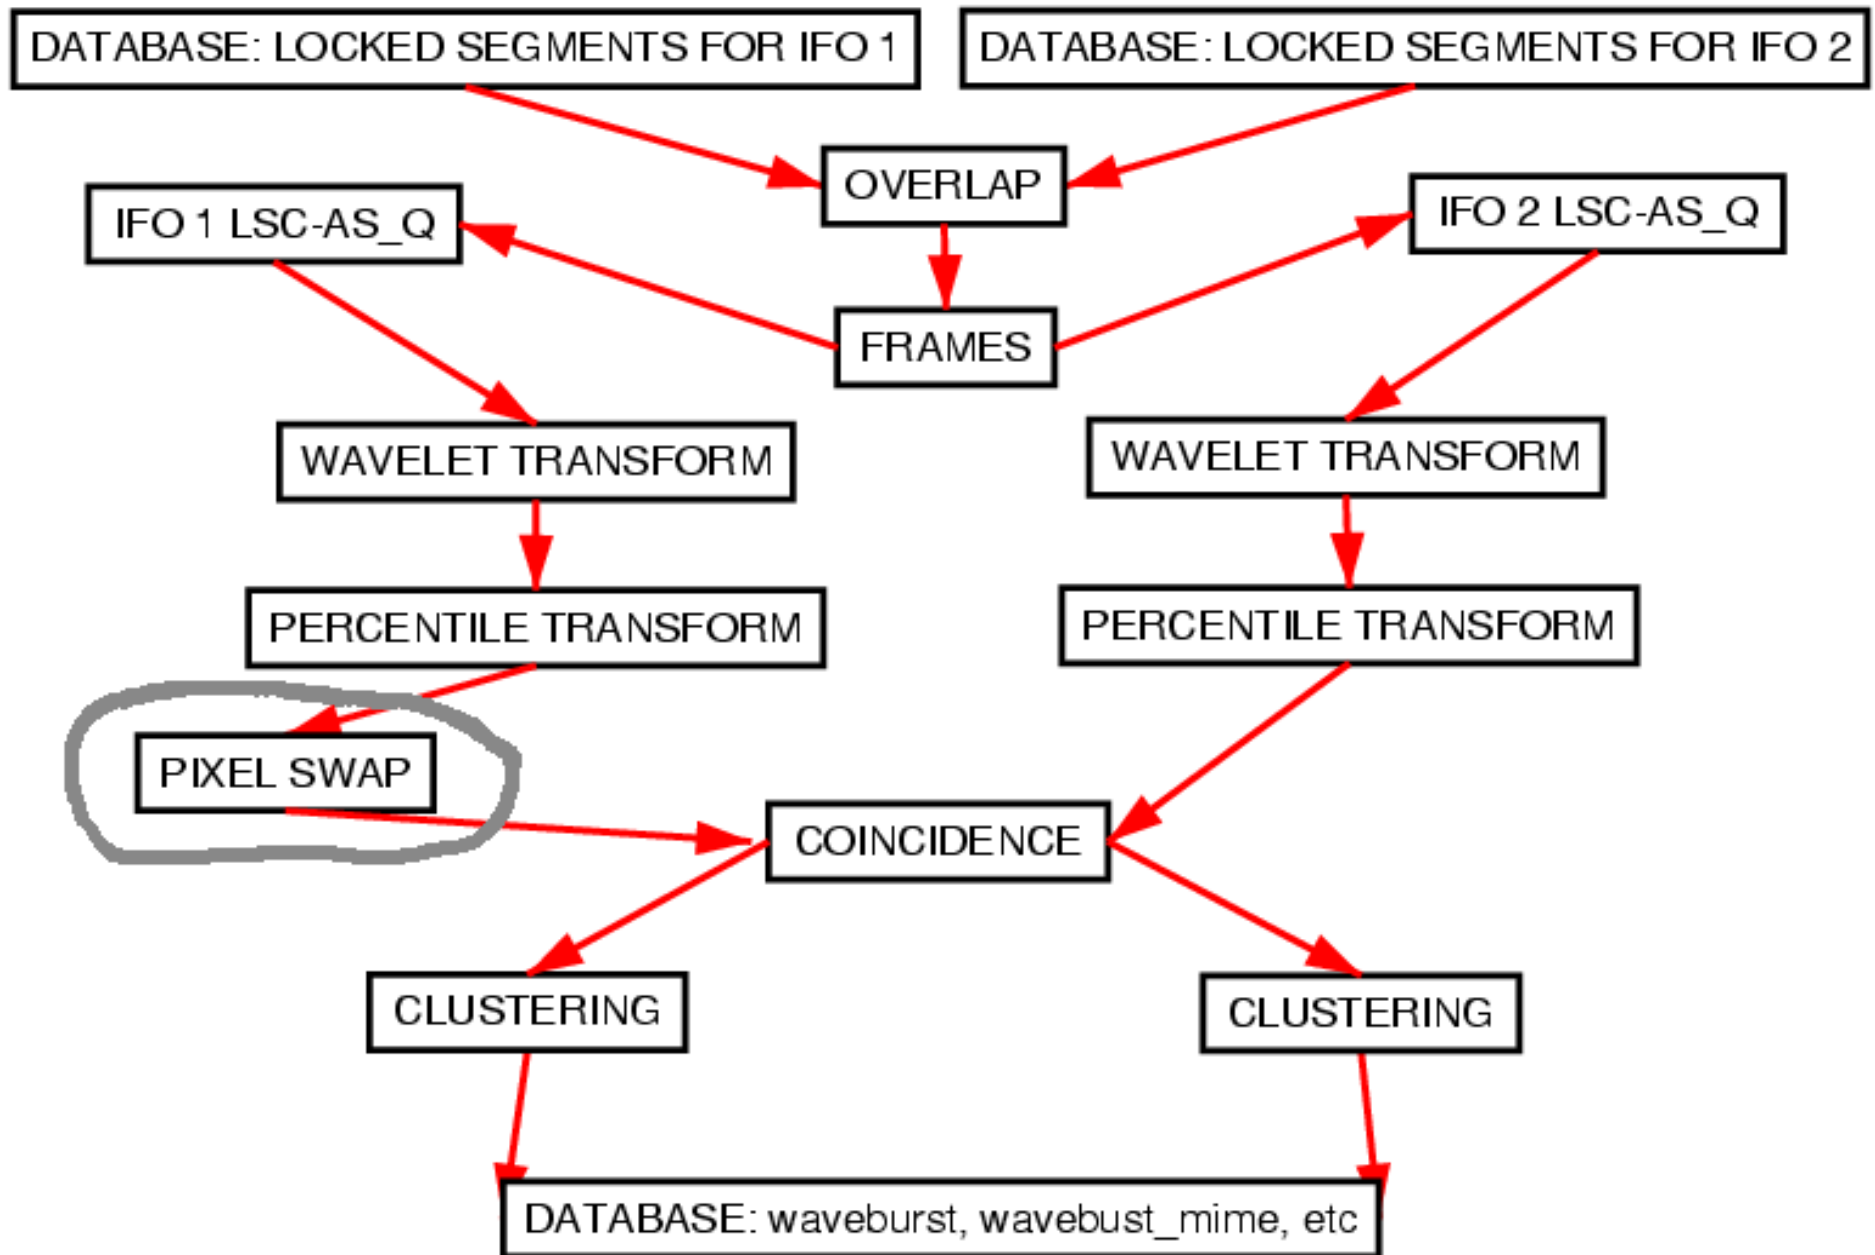 DATABASE: LOCKED SEGMENTS FOR IFO 1
DATABASE: LOCKED SEGMENTS FOR IFO 2
OVERLAP
IFO 1 LSC-AS_Q
IFO 2 LSC-AS_Q
FRAMES
WAVELET TRANSFORM
WAVELET TRANSFORM
PERCENTILE TRANSFORM
PERCENTILE TRANSFORM
PIXEL SWAP
COINCIDENCE
CLUSTERING
CLUSTERING
DATABASE: waveburst, wavebust_mime, etc